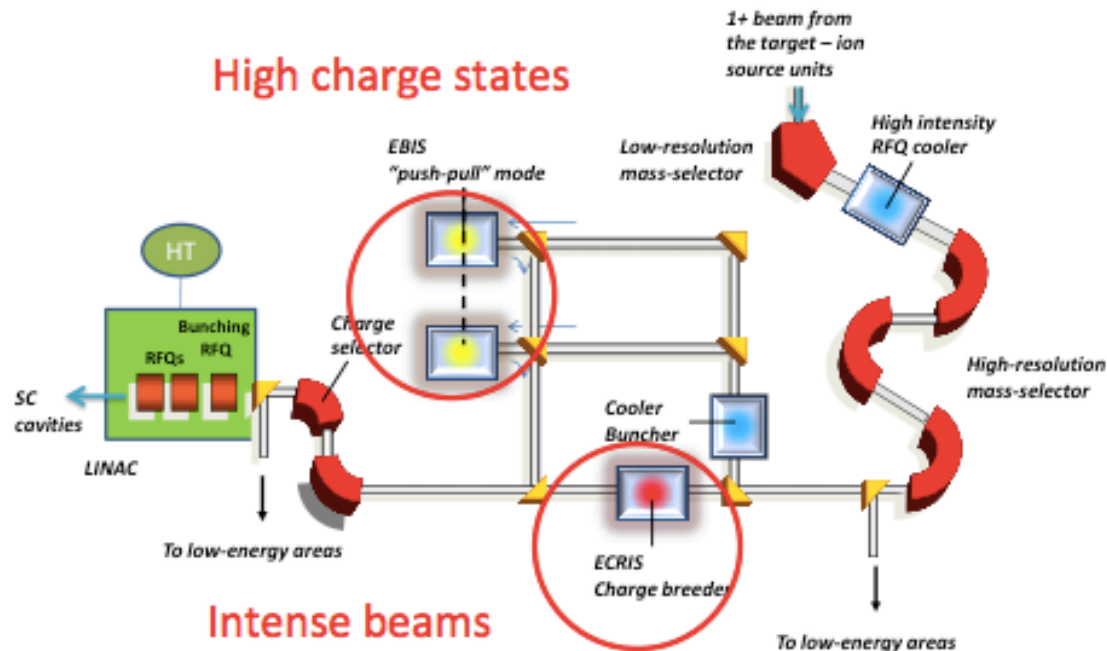 1+ beam from
the target – ion
source units
High charge states
High intensity
RFQ cooler
EBIS
"push-pull" mode
Low-resolution
mass-selector
HT
Bunching
RFQ
RFQs
Charge
selector
High-resolution
mass-selector
SC
cavities
Cooler
Buncher
LINAC
To low-energy areas
ECRIS
Charge breeder
Intense beams
To low-energy areas